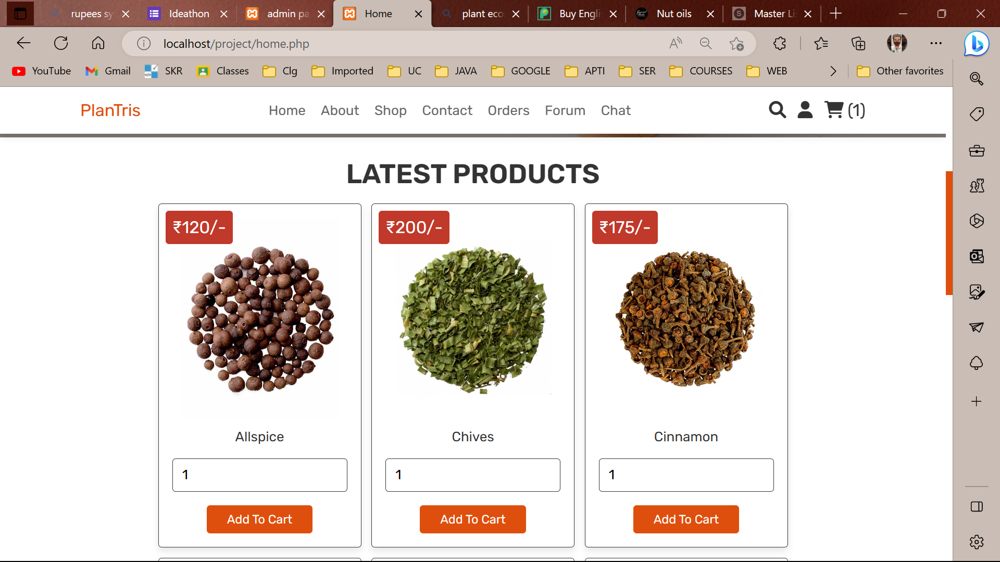 rupees sy
Ideathon
admin pa
Home
plant eco
Buy Engli
Nut oils
Master Li
localhost/project/home.php
YouTube
Gmail
SKR
Classes
Clg
Imported
UC
JAVA
GOOGLE
APTI
SER
COURSES
WEB
Other favorites
PlanTris
Home About Shop Contact Orders Forum Chat
(1)
LATEST PRODUCTS
₹120/- ₹200/- ₹175/-
Allspice Chives Cinnamon
1 1 1
Add To Cart Add To Cart Add To Cart